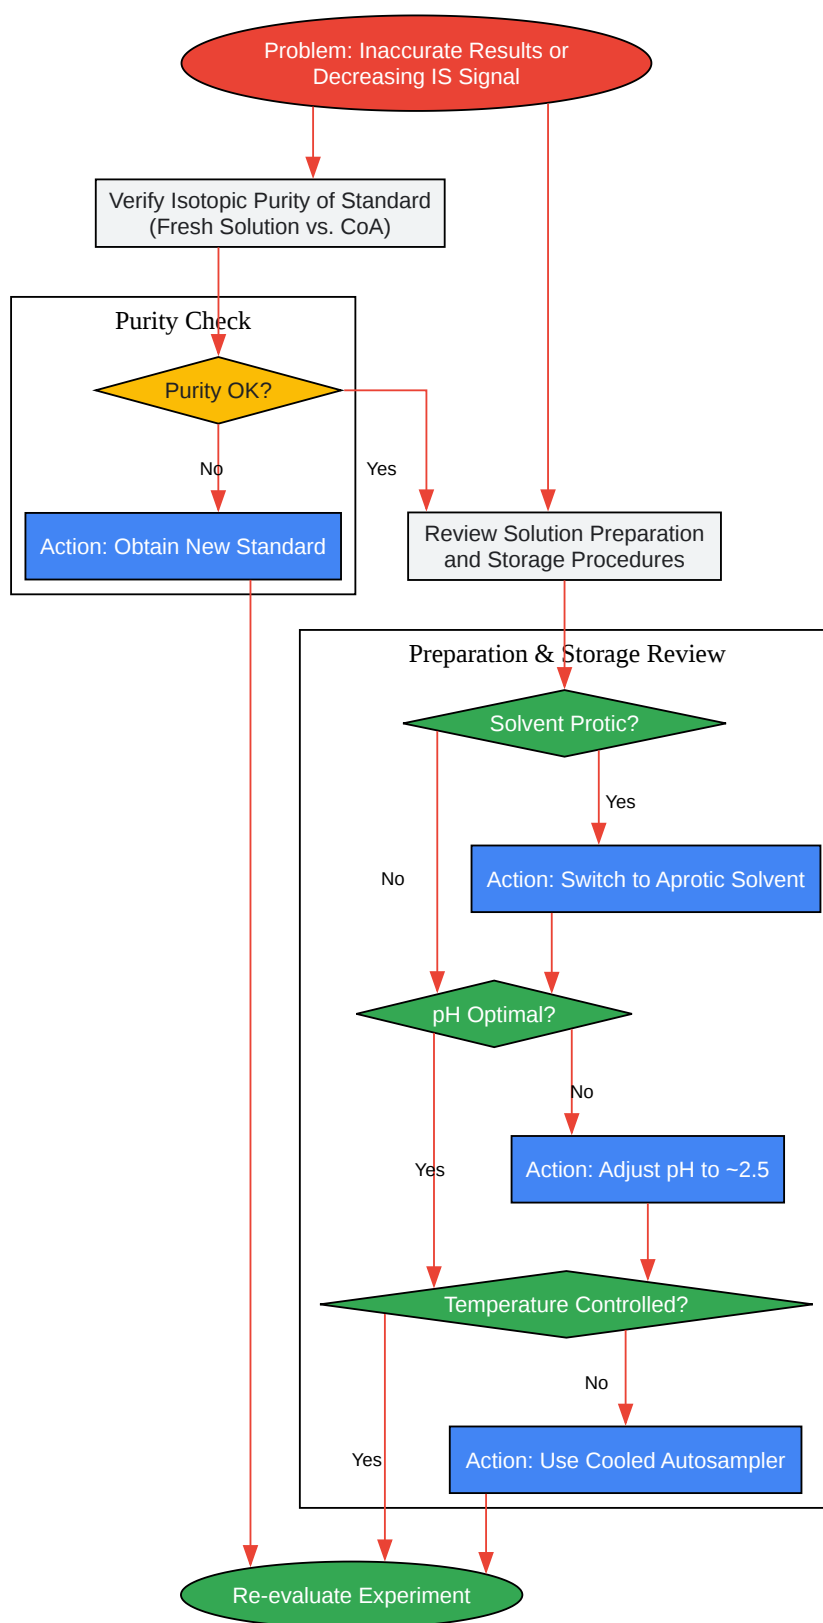 Problem: Inaccurate Results or
Decreasing IS Signal
Verify Isotopic Purity of Standard
(Fresh Solution vs. CoA)
Purity Check
Purity OK?
No
Yes
Action: Obtain New Standard
Review Solution Preparation
and Storage Procedures
Preparation & Storage Review
Solvent Protic?
Yes
Action: Switch to Aprotic Solvent
No
pH Optimal?
No
Action: Adjust pH to ~2.5
Yes
Temperature Controlled?
No
Action: Use Cooled Autosampler
Yes
Re-evaluate Experiment